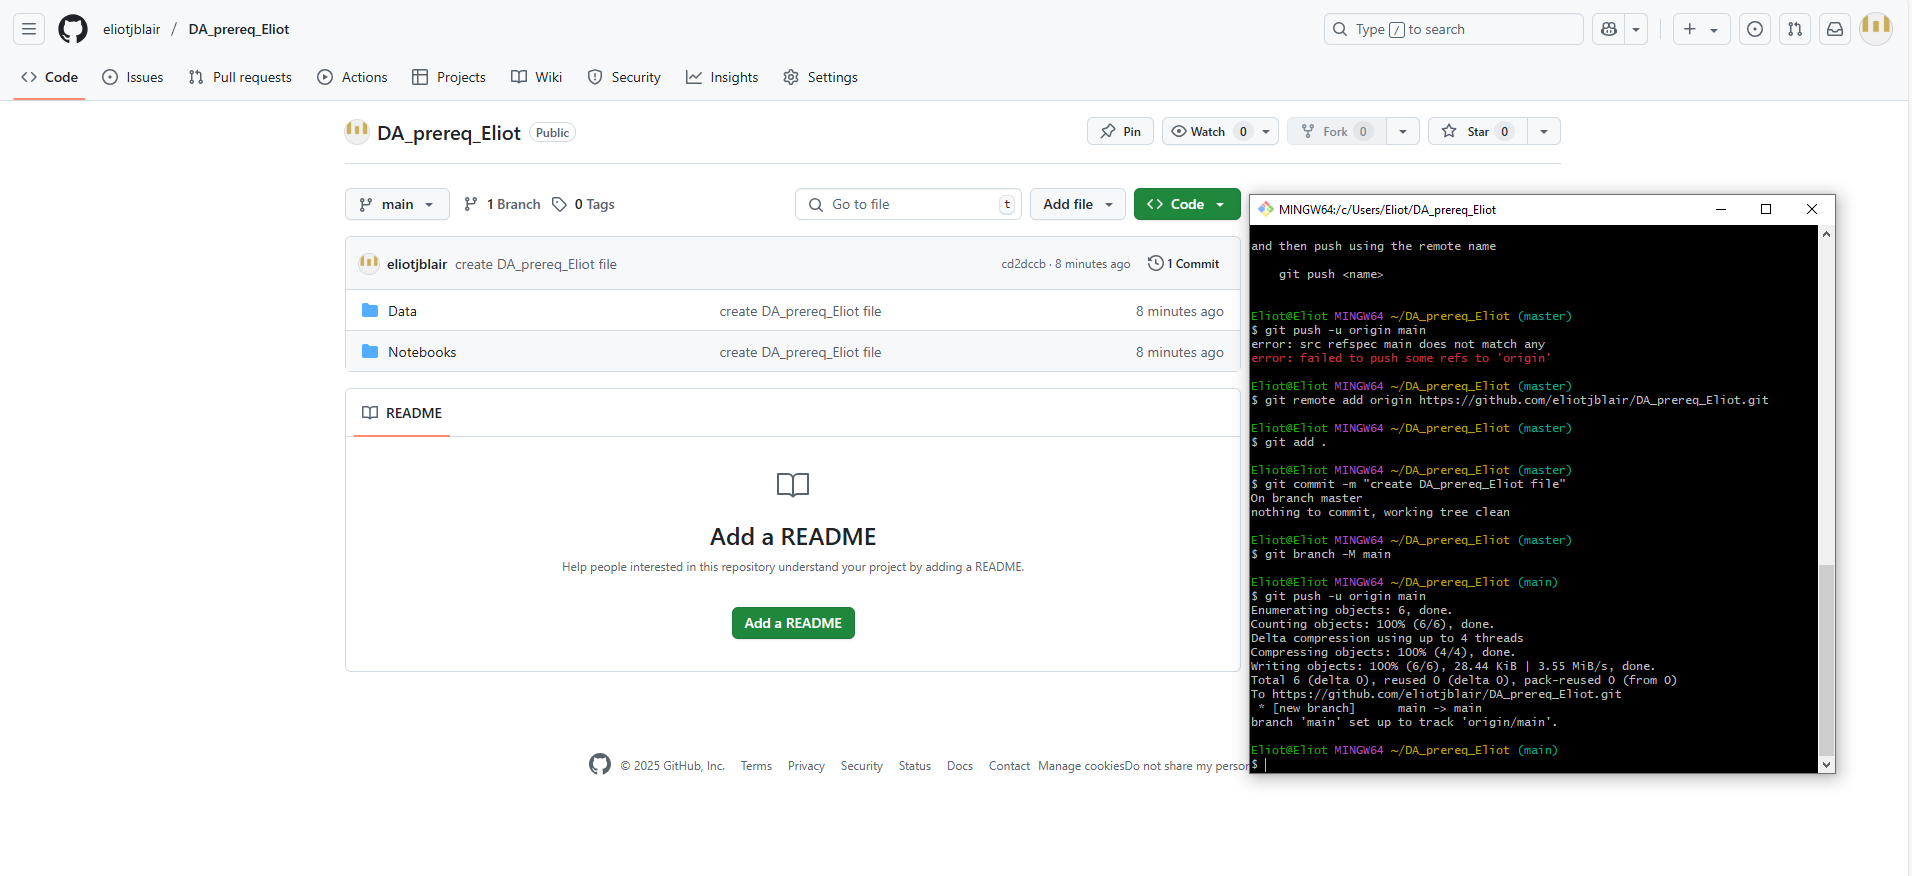 eliotjblair / DA_prereq_Eliot
Type / to search
Code Issues Pull requests Actions Projects Wiki Security Insights Settings
DA_prereq_Eliot Public
Pin Watch 0 Fork 0 Star 0
main 1 Branch 0 Tags Go to file t Add file Code
eliotjblair create DA_prereq_Eliot file cd2dccb · 8 minutes ago 1 Commit
Data create DA_prereq_Eliot file 8 minutes ago
Notebooks create DA_prereq_Eliot file 8 minutes ago
README
Add a README
Help people interested in this repository understand your project by adding a README.
Add a README
© 2025 GitHub, Inc. Terms Privacy Security Status Docs Contact Manage cookies Do not share my person
MINGW64:/c/Users/Eliot/DA_prereq_Eliot
and then push using the remote name
git push <name>
Eliot@Eliot MINGW64 ~/DA_prereq_Eliot (master)
$ git push -u origin main
error: src refspec main does not match any
error: failed to push some refs to 'origin'
Eliot@Eliot MINGW64 ~/DA_prereq_Eliot (master)
$ git remote add origin https://github.com/eliotjblair/DA_prereq_Eliot.git
Eliot@Eliot MINGW64 ~/DA_prereq_Eliot (master)
$ git add .
Eliot@Eliot MINGW64 ~/DA_prereq_Eliot (master)
$ git commit -m "create DA_prereq_Eliot file"
On branch master
nothing to commit, working tree clean
Eliot@Eliot MINGW64 ~/DA_prereq_Eliot (master)
$ git branch -M main
Eliot@Eliot MINGW64 ~/DA_prereq_Eliot (main)
$ git push -u origin main
Enumerating objects: 6, done.
Counting objects: 100% (6/6), done.
Delta compression using up to 4 threads
Compressing objects: 100% (4/4), done.
Writing objects: 100% (6/6), 28.44 KiB | 3.55 MiB/s, done.
Total 6 (delta 0), reused 0 (delta 0), pack-reused 0 (from 0)
To https://github.com/eliotjblair/DA_prereq_Eliot.git
* [new branch] main -> main
branch 'main' set up to track 'origin/main'.
Eliot@Eliot MINGW64 ~/DA_prereq_Eliot (main)
$